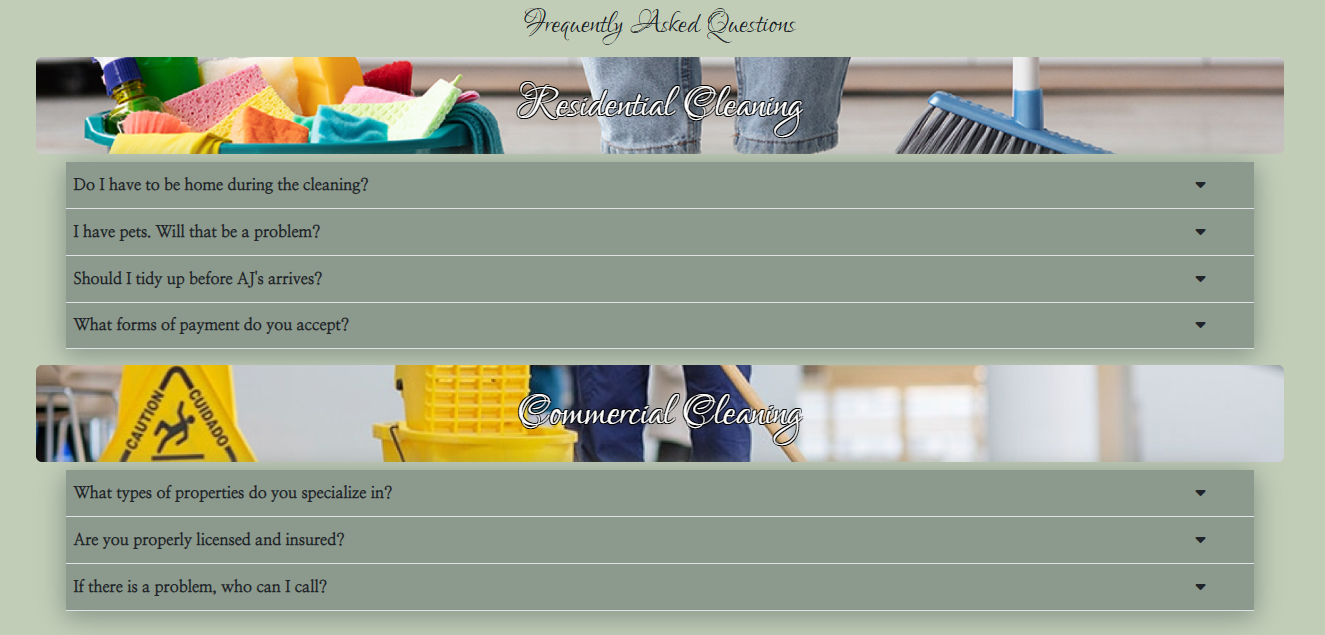 Frequently Asked Questions
Residential Cleaning
Do I have to be home during the cleaning?
I have pets. Will that be a problem?
Should I tidy up before AJ's arrives?
What forms of payment do you accept?
CAUTION
CUIDADO
Commercial Cleaning
What types of properties do you specialize in?
Are you properly licensed and insured?
If there is a problem, who can I call?